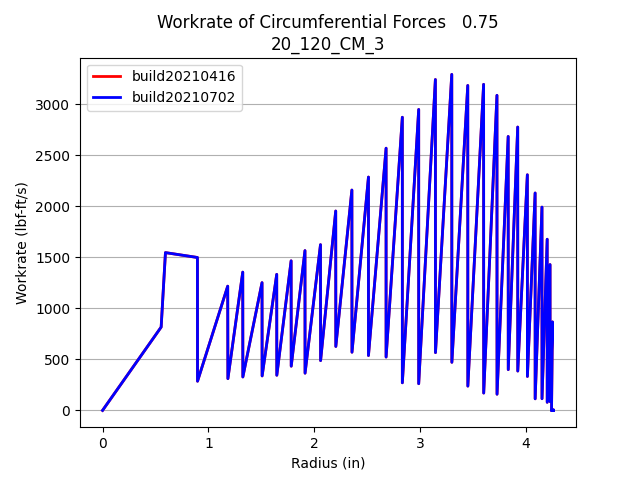 Workrate of Circumferential Forces   0.75
20_120_CM_3
build20210416
build20210702
3000
2500
2000
1500
1000
500
0
Workrate (lbf-ft/s)
0 1 2 3 4
Radius (in)